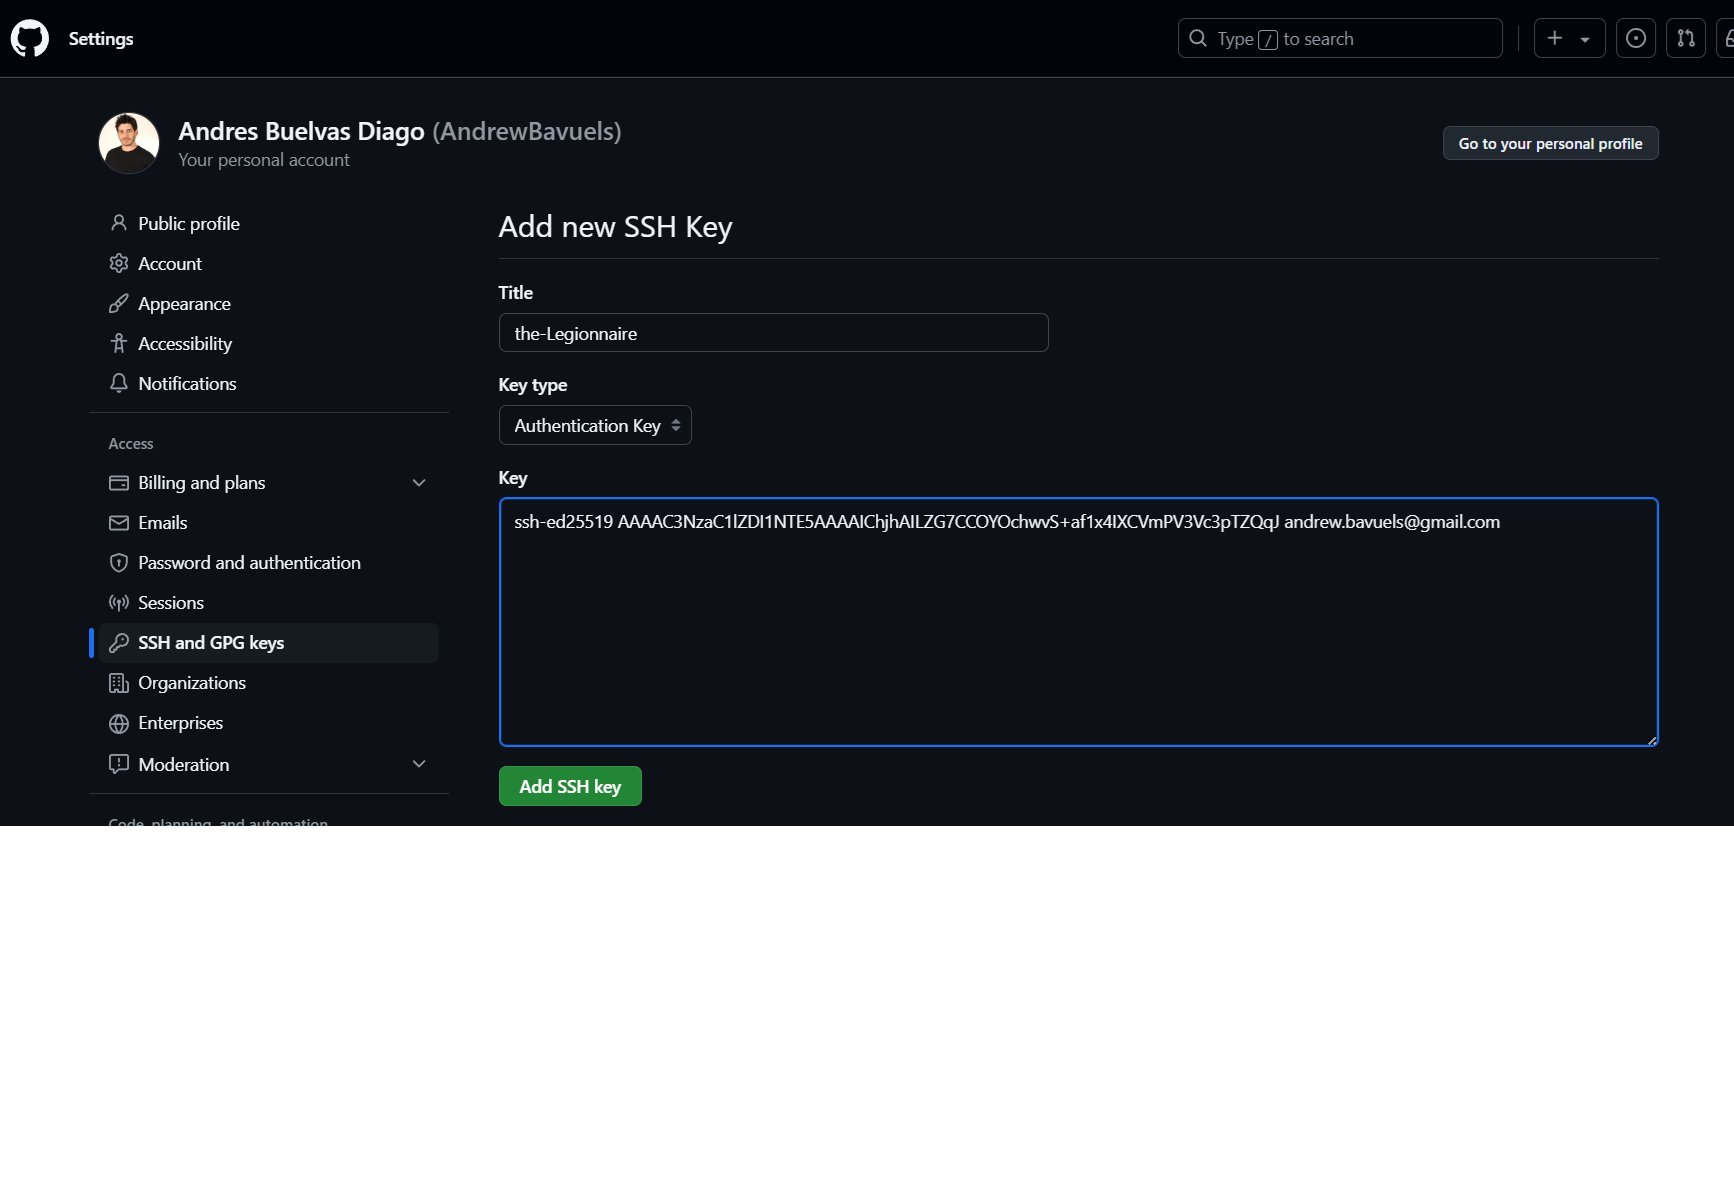 Settings
Type / to search
Andres Buelvas Diago (AndrewBavuels)
Your personal account
Go to your personal profile
Public profile
Account
Appearance
Accessibility
Notifications
Access
Billing and plans
Emails
Password and authentication
Sessions
SSH and GPG keys
Organizations
Enterprises
Moderation
Code, planning, and automation
Add new SSH Key
Title
the-Legionnaire
Key type
Authentication Key
Key
ssh-ed25519 AAAAC3NzaC1lZDI1NTE5AAAAIChjhAILZG7CCOYOchwvS+af1x4IXCVmPV3Vc3pTZQqJ andrew.bavuels@gmail.com
Add SSH key